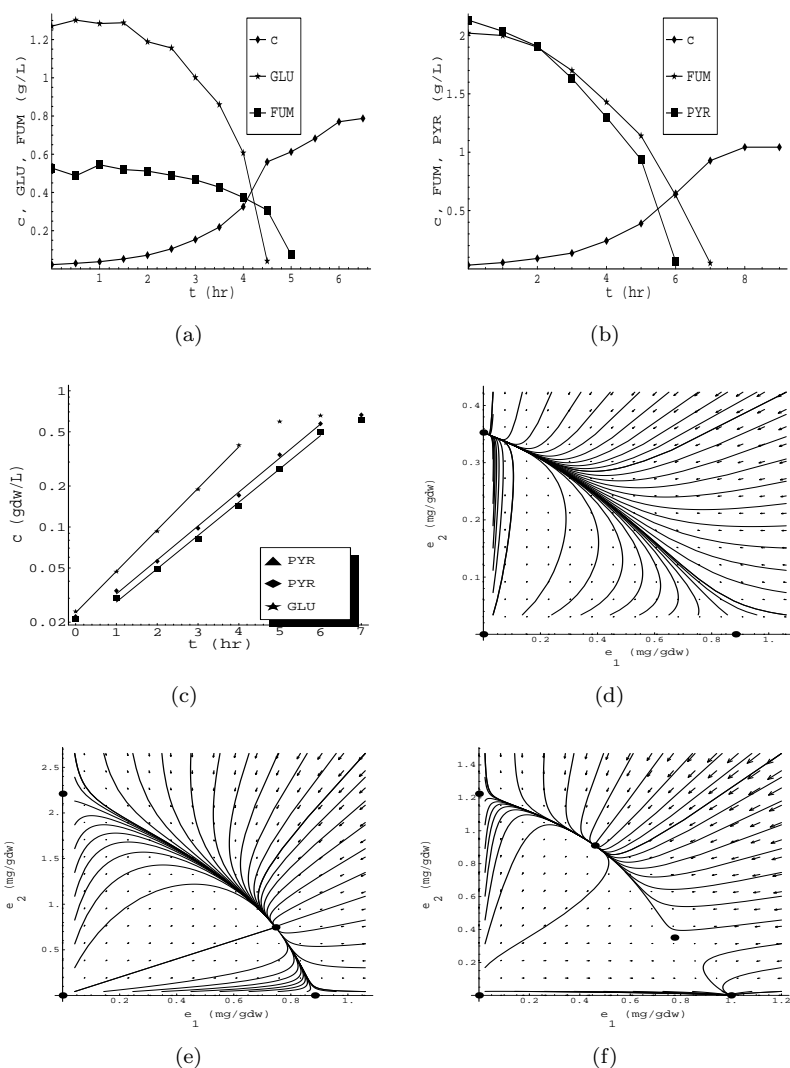 c, GLU, FUM (g/L)
1.2
1
0.8
0.6
0.4
0.2
1 2 3 4 5 6
t (hr)
c
GLU
FUM
(a)
c, FUM, PYR (g/L)
2
1.5
1
0.5
2 4 6 8
t (hr)
c
FUM
PYR
(b)
c (gdw/L)
1
0.5
0.1
0.05
0.02
0 1 2 3 4 5 6 7
t (hr)
PYR
PYR
GLU
(c)
e2 (mg/gdw)
0.4
0.3
0.2
0.1
0.2 0.4 0.6 0.8 1.
e1 (mg/gdw)
(d)
e2 (mg/gdw)
2.5
2
1.5
1
0.5
0.2 0.4 0.6 0.8 1.
e1 (mg/gdw)
(e)
e2 (mg/gdw)
1.4
1.2
1
0.8
0.6
0.4
0.2
0.2 0.4 0.6 0.8 1.0 1.2
e1 (mg/gdw)
(f)